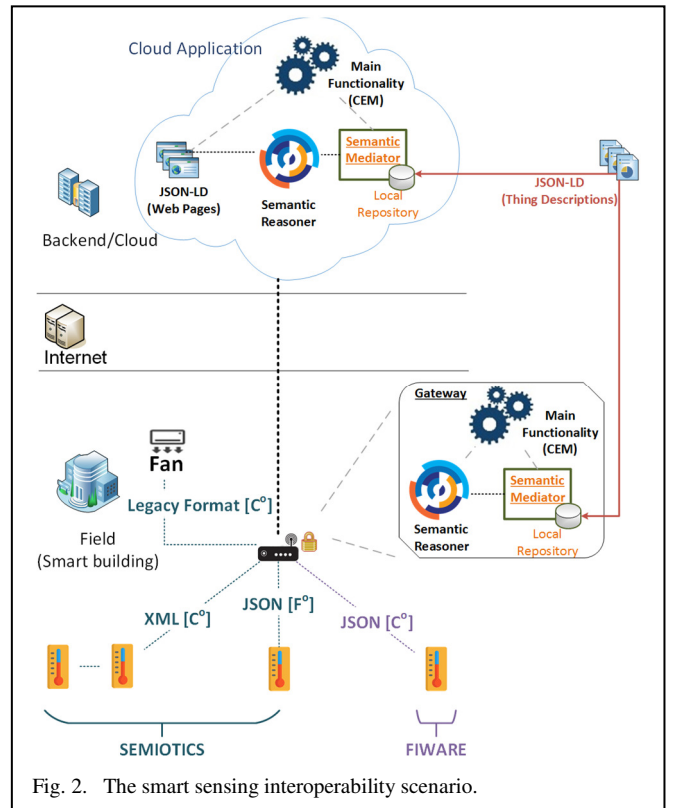 Cloud Application
Main
Functionality
(CEM)
JSON-LD
(Web Pages)
Semantic
Reasoner
Semantic
Mediator
Local
Repository
JSON-LD
(Thing Descriptions)
Backend/Cloud
Internet
Gateway
Main
Functionality
(CEM)
Semantic
Reasoner
Semantic
Mediator
Local
Repository
Fan
Legacy Format [C°]
Field
(Smart building)
XML [C°]
JSON [F°]
JSON [C°]
SEMIOTICS
FIWARE
Fig. 2. The smart sensing interoperability scenario.